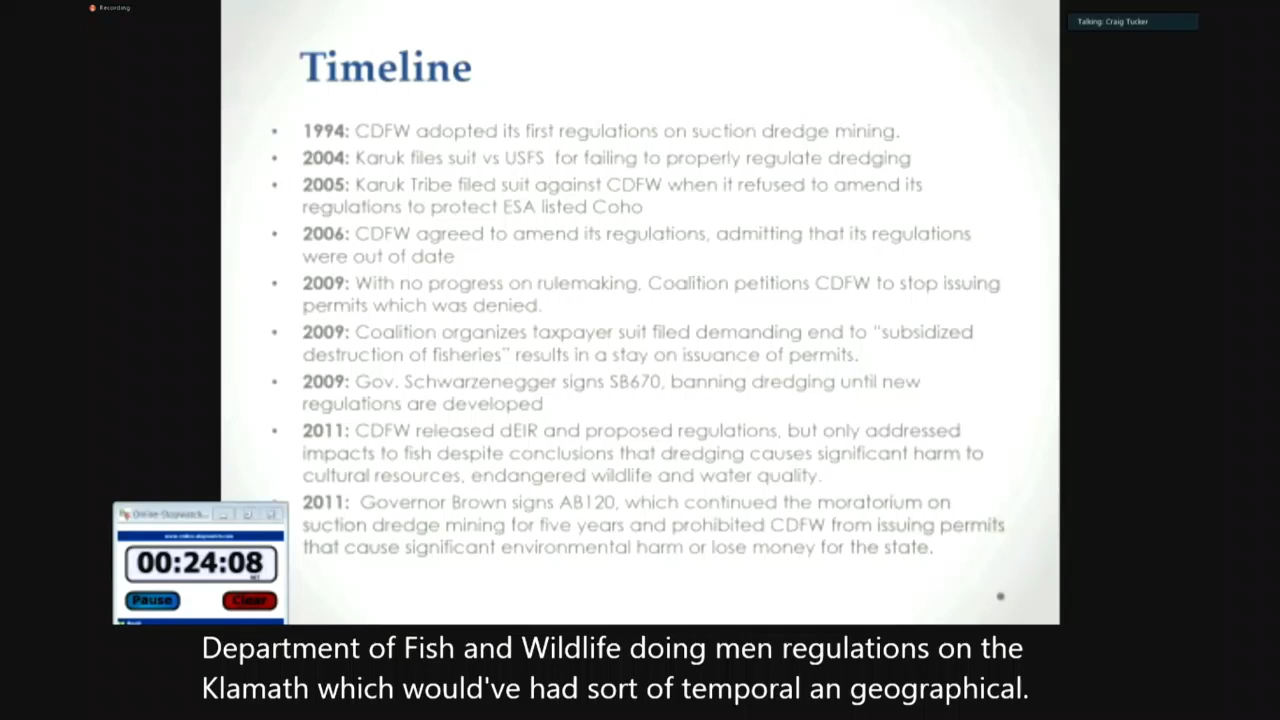 Recording
Talking: Craig Tucker
Timeline
• 1994: CDFW adopted its first regulations on suction dredge mining.
• 2004: Karuk files suit vs USFS for failing to properly regulate dredging
• 2005: Karuk Tribe filed suit against CDFW when it refused to amend its
regulations to protect ESA listed Coho
• 2006: CDFW agreed to amend its regulations, admitting that its regulations
were out of date
• 2009: With no progress on rulemaking, Coalition petitions CDFW to stop issuing
permits which was denied.
• 2009: Coalition organizes taxpayer suit filed demanding end to “subsidized
destruction of fisheries” results in a stay on issuance of permits.
• 2009: Gov. Schwarzenegger signs SB670, banning dredging until new
regulations are developed
• 2011: CDFW released dEIR and proposed regulations, but only addressed
impacts to fish despite conclusions that dredging causes significant harm to
cultural resources, endangered wildlife and water quality.
2011: Governor Brown signs AB120, which continued the moratorium on
suction dredge mining for five years and prohibited CDFW from issuing permits
that cause significant environmental harm or lose money for the state.
00:24:08
Pause
Clear
Department of Fish and Wildlife doing men regulations on the
Klamath which would've had sort of temporal an geographical.